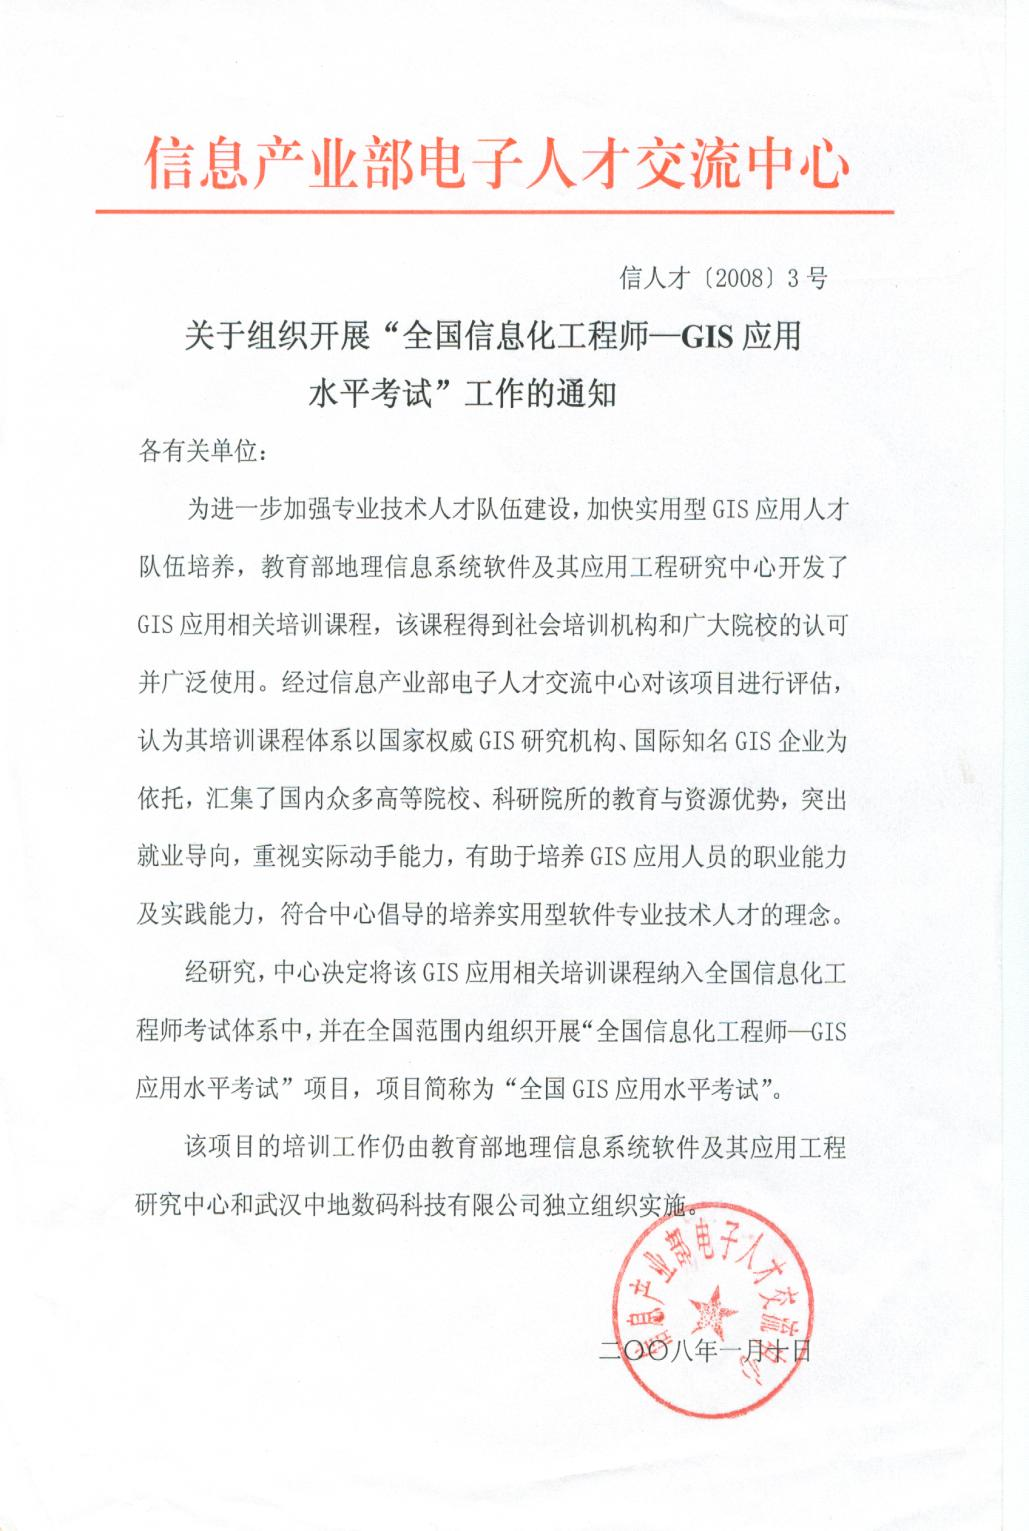 信息产业部电子人才交流中心
信人才〔2008〕3号
关于组织开展“全国信息化工程师—GIS应用
水平考试”工作的通知
各有关单位：
为进一步加强专业技术人才队伍建设，加快实用型GIS应用人才
队伍培养，教育部地理信息系统软件及其应用工程研究中心开发了
GIS应用相关培训课程，该课程得到社会培训机构和广大院校的认可
并广泛使用。经过信息产业部电子人才交流中心对该项目进行评估，
认为其培训课程体系以国家权威GIS研究机构、国际知名GIS企业为
依托，汇集了国内众多高等院校、科研院所的教育与资源优势，突出
就业导向，重视实际动手能力，有助于培养GIS应用人员的职业能力
及实践能力，符合中心倡导的培养实用型软件专业技术人才的理念。
经研究，中心决定将该GIS应用相关培训课程纳入全国信息化工
程师考试体系中，并在全国范围内组织开展“全国信息化工程师—GIS
应用水平考试”项目，项目简称为“全国GIS应用水平考试”。
该项目的培训工作仍由教育部地理信息系统软件及其应用工程
研究中心和武汉中地数码科技有限公司独立组织实施。
信息产业部电子人才交流中心
二〇〇八年一月十日